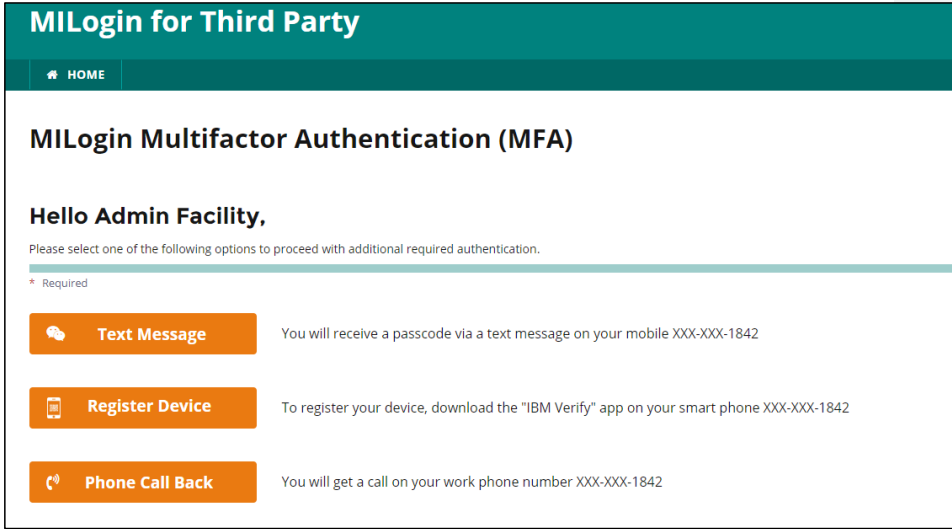 MILogin for Third Party
HOME
MILogin Multifactor Authentication (MFA)
Hello Admin Facility,
Please select one of the following options to proceed with additional required authentication.
* Required
Text Message You will receive a passcode via a text message on your mobile XXX-XXX-1842
Register Device To register your device, download the "IBM Verify" app on your smart phone XXX-XXX-1842
Phone Call Back You will get a call on your work phone number XXX-XXX-1842